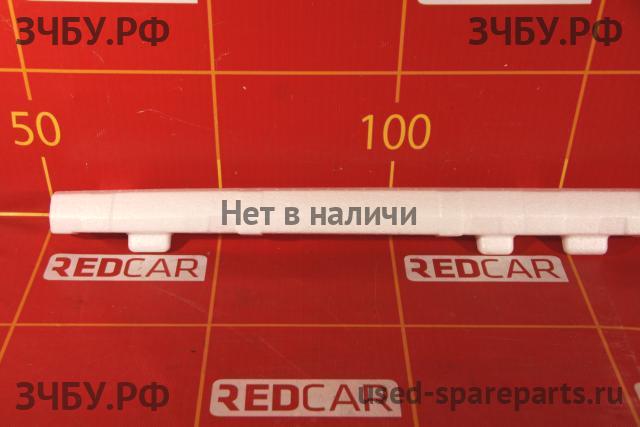 ЗЧБУ.РФ ЗЧБУ.РФ
50 100
Нет в наличи
REDCAR REDCAR
ЗЧБУ.РФ REDCAR used-spareparts.ru